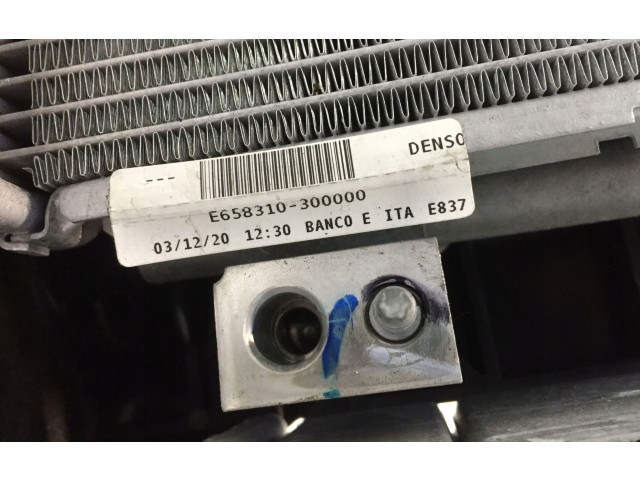 --- DENSO
E658310-300000
03/12/20 12:30 BANCO E ITA E837